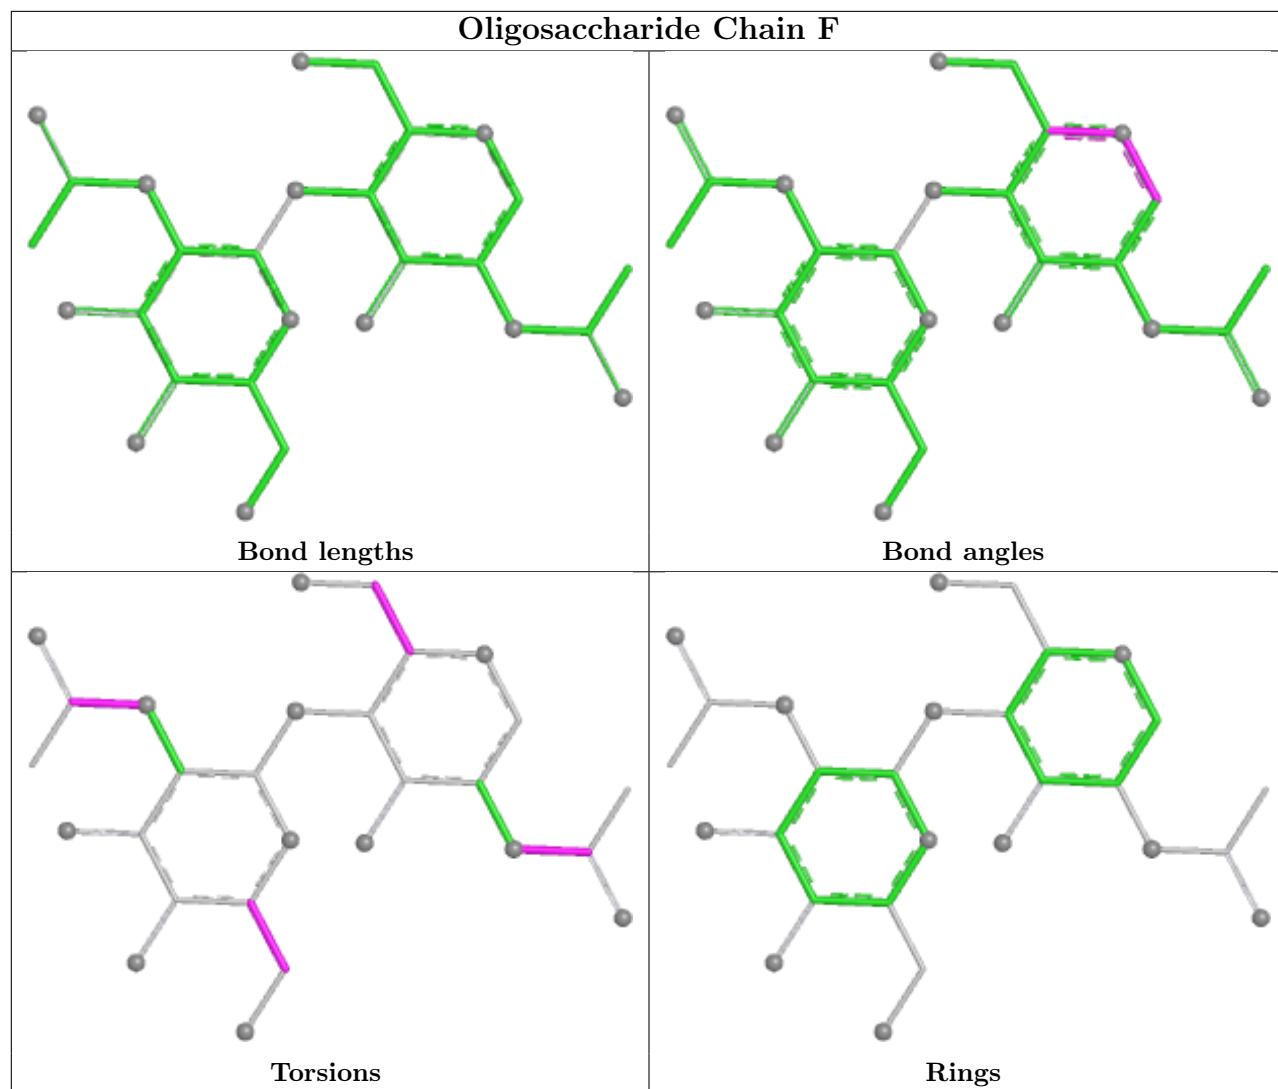 Oligosaccharide Chain F
Bond lengths
Bond angles
Torsions
Rings